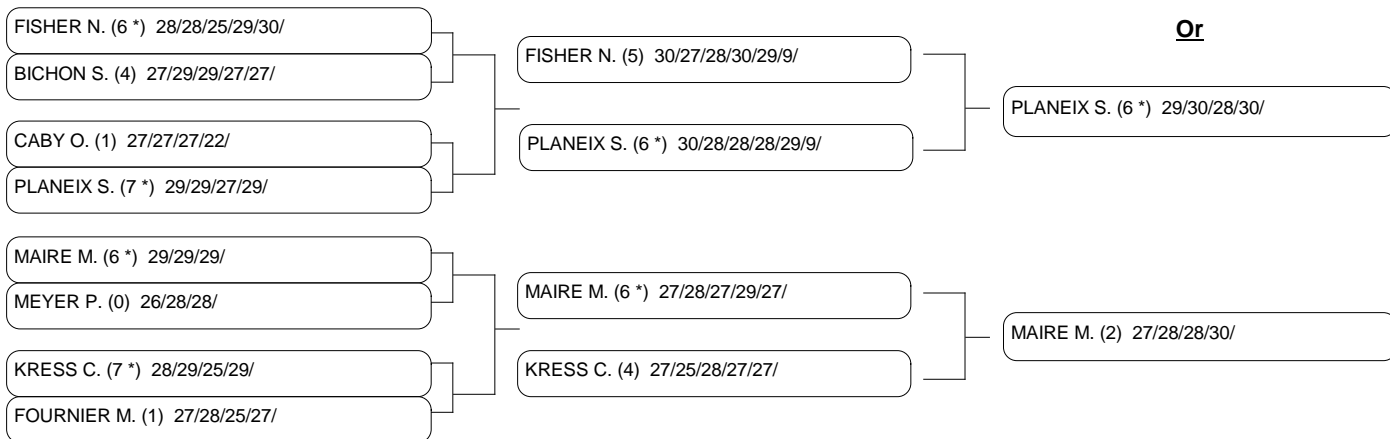 FISHER N. (6 *) 28/28/25/29/30/
BICHON S. (4) 27/29/29/27/27/
CABY O. (1) 27/27/27/22/
PLANEIX S. (7 *) 29/29/27/29/
MAIRE M. (6 *) 29/29/29/
MEYER P. (0) 26/28/28/
KRESS C. (7 *) 28/29/25/29/
FOURNIER M. (1) 27/28/25/27/
FISHER N. (5) 30/27/28/30/29/9/
PLANEIX S. (6 *) 30/28/28/28/29/9/
MAIRE M. (6 *) 27/28/27/29/27/
KRESS C. (4) 27/25/28/27/27/
Or
PLANEIX S. (6 *) 29/30/28/30/
MAIRE M. (2) 27/28/28/30/